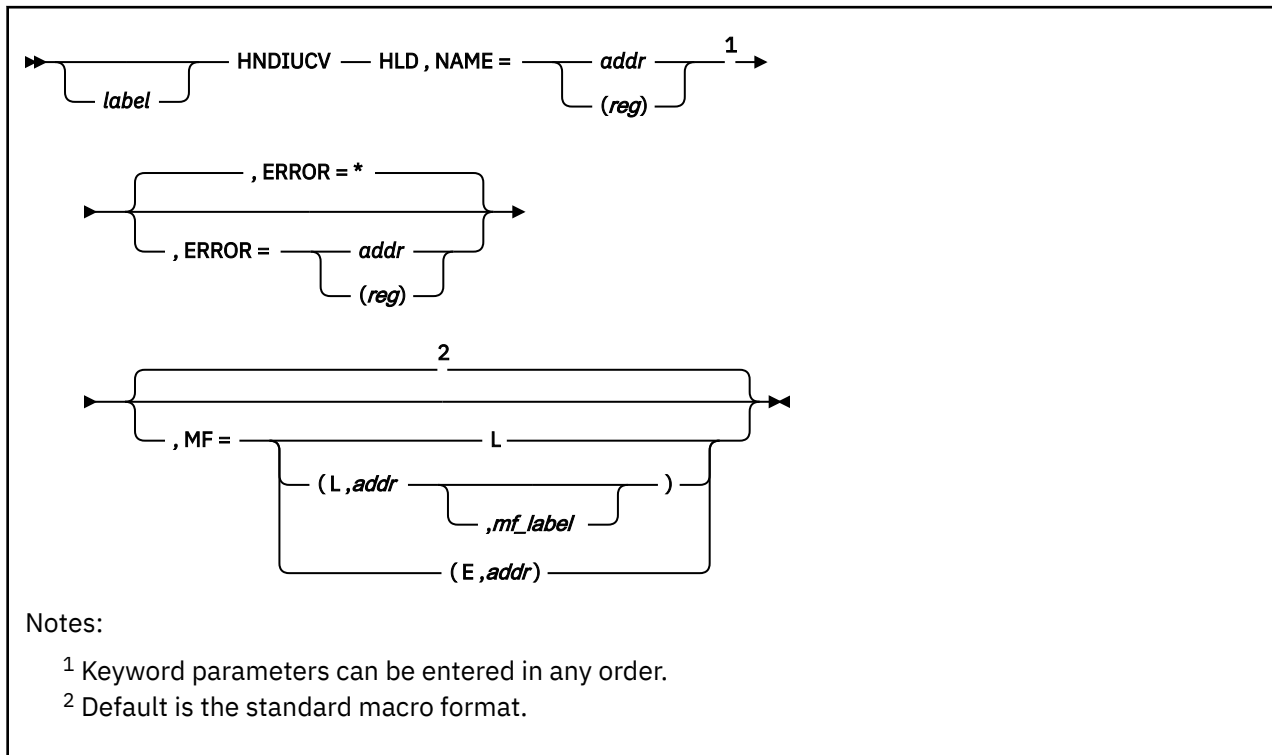 1
label HNDIUCV HLD , NAME = addr
(reg)
, ERROR = *
, ERROR = addr
(reg)
2
, MF = L
( L ,addr ,mf_label )
( E ,addr)
Notes:
1 Keyword parameters can be entered in any order.
2 Default is the standard macro format.